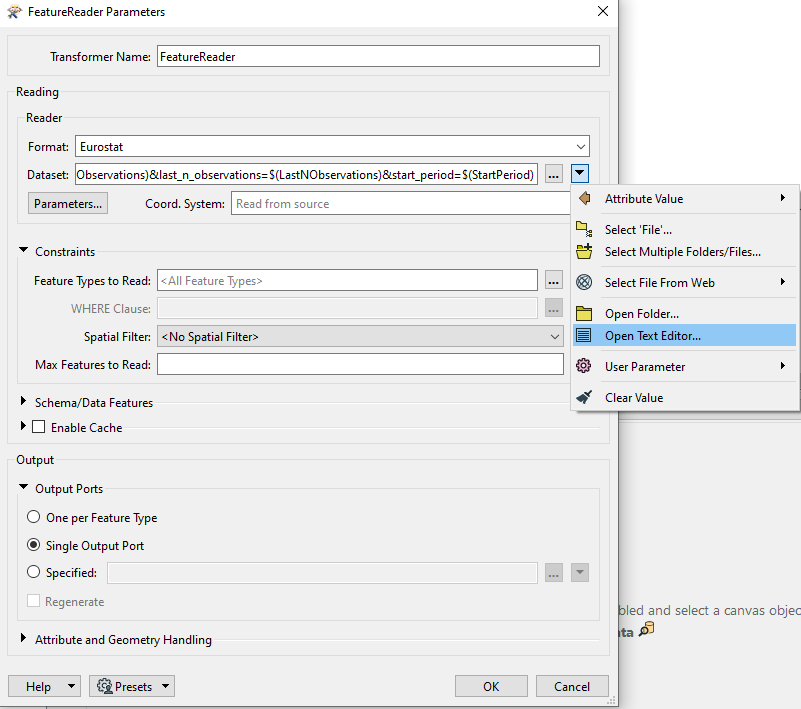 FeatureReader Parameters
Transformer Name: FeatureReader
Reading
Reader
Format: Eurostat
Dataset: Observations)&last_n_observations=$(LastNObservations)&start_period=$(StartPeriod) ...
Parameters... Coord. System: Read from source
Attribute Value
Select 'File'...
Select Multiple Folders/Files...
Select File From Web
Open Folder...
Open Text Editor...
User Parameter
Clear Value
Constraints
Feature Types to Read: <All Feature Types> ...
WHERE Clause: ...
Spatial Filter: <No Spatial Filter>
Max Features to Read:
Schema/Data Features
Enable Cache
Output
Output Ports
One per Feature Type
Single Output Port
Specified: ...
Regenerate
Attribute and Geometry Handling
Help Presets OK Cancel
and select a canvas